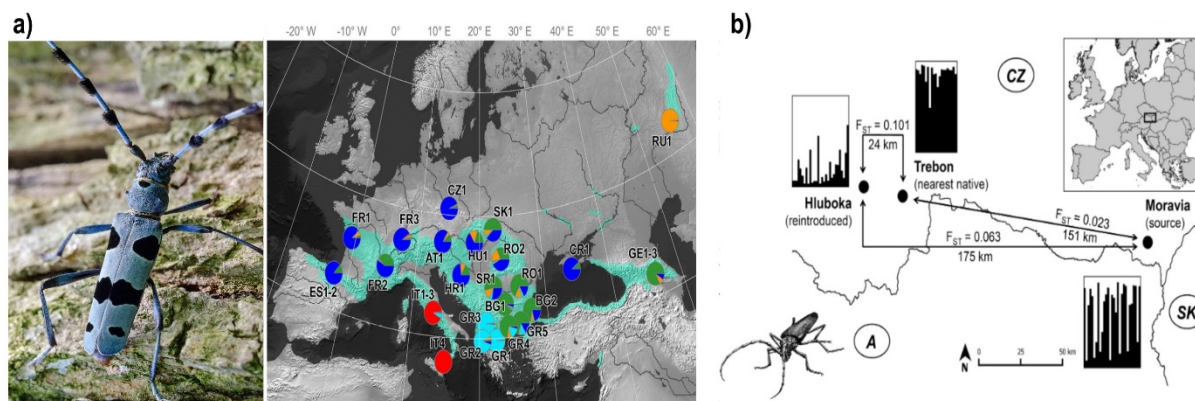 a)
-20° W
-10° W
0°
10° E
20° E
30° E
40° E
50° E
60° E
RU1
CZ1
SK1
FR1
FR3
AT1
HU1
RO2
CR1
GE1-3
ES1-2
FR2
HR1
SR1
RO1
IT1-3
BG1
BG2
GR3
GR5
IT4
GR2
GR1
GR4
b)
CZ
FST = 0.101
24 km
Trebon
(nearest native)
Hluboka
(reintroduced)
Moravia
(source)
FST = 0.023
151 km
FST = 0.063
175 km
A
SK
N
0 25 50 km